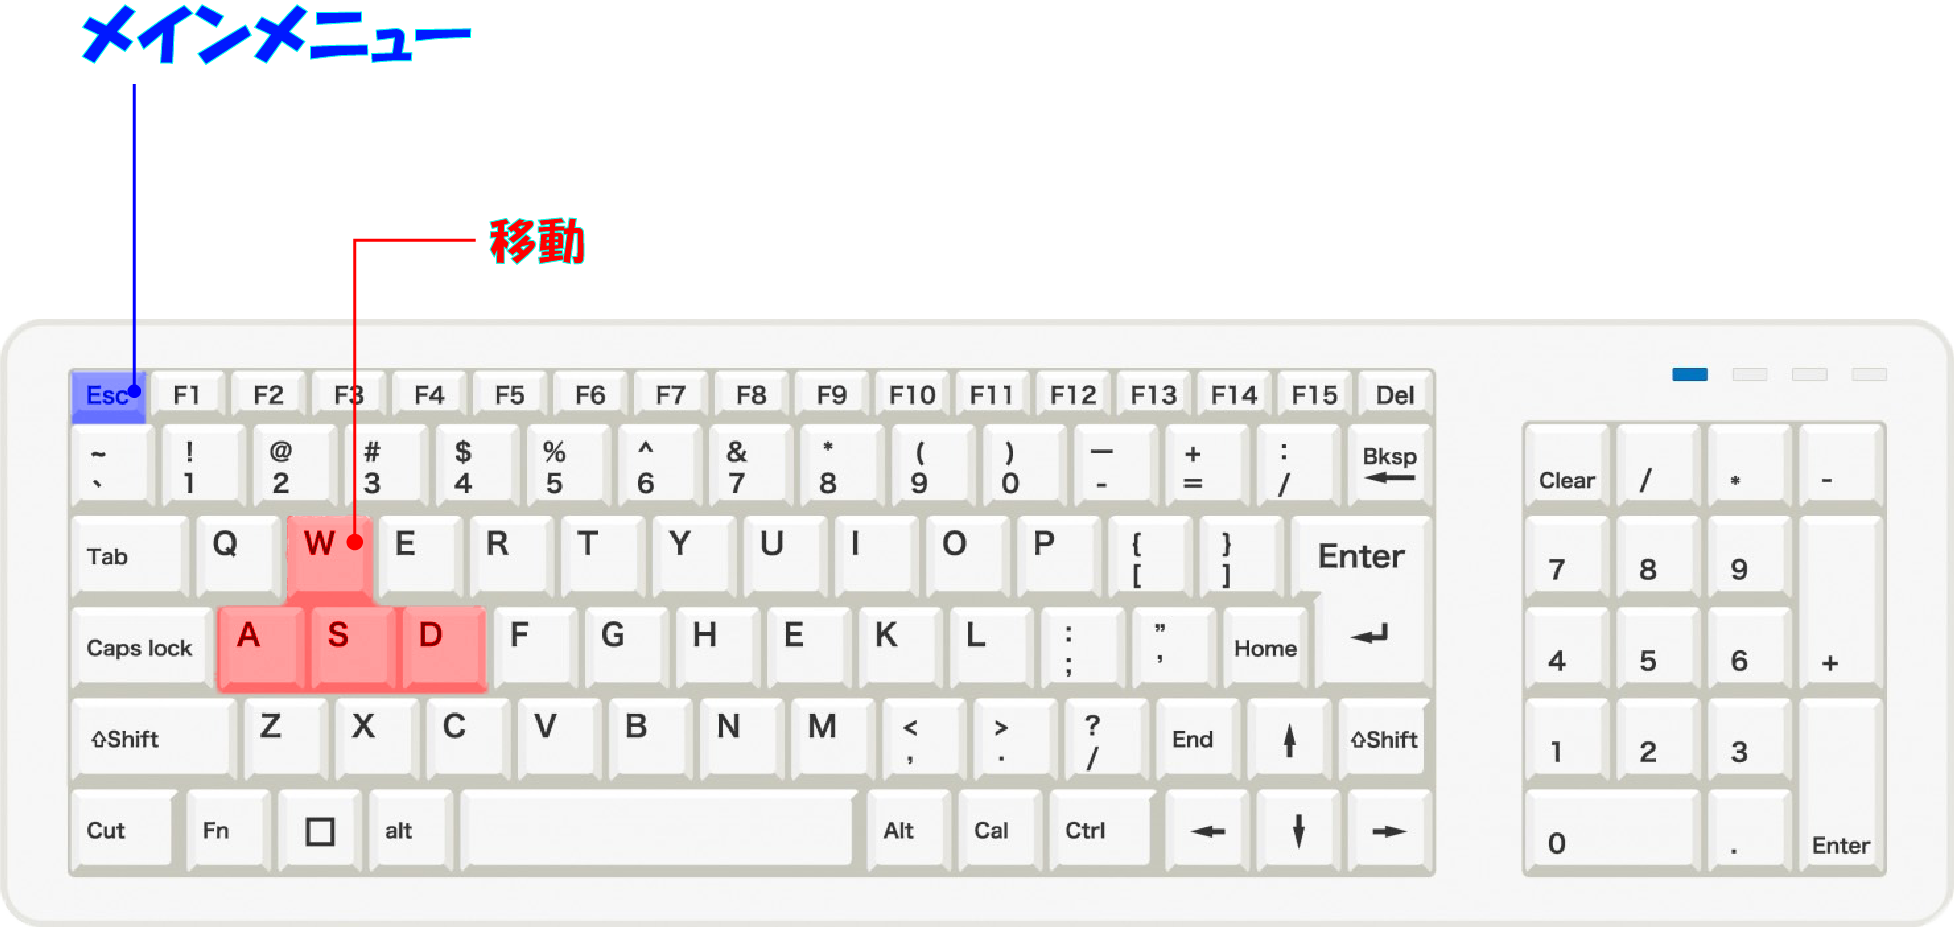 メインメニュー
移動
Esc F1 F2 F3 F4 F5 F6 F7 F8 F9 F10 F11 F12 F13 F14 F15 Del
~ ! @ # $ % ^ & * ( ) — + : Bksp
` 1 2 3 4 5 6 7 8 9 0 - = / ←
Clear / * -
Tab Q W E R T Y U I O P { } Enter
[ ]
7 8 9
Caps lock A S D F G H E K L : ” Home ↵
; ,
4 5 6 +
⇧Shift Z X C V B N M < > ? End ↑ ⇧Shift
, . /
1 2 3
Cut Fn □ alt Alt Cal Ctrl ← ↓ →
0 . Enter